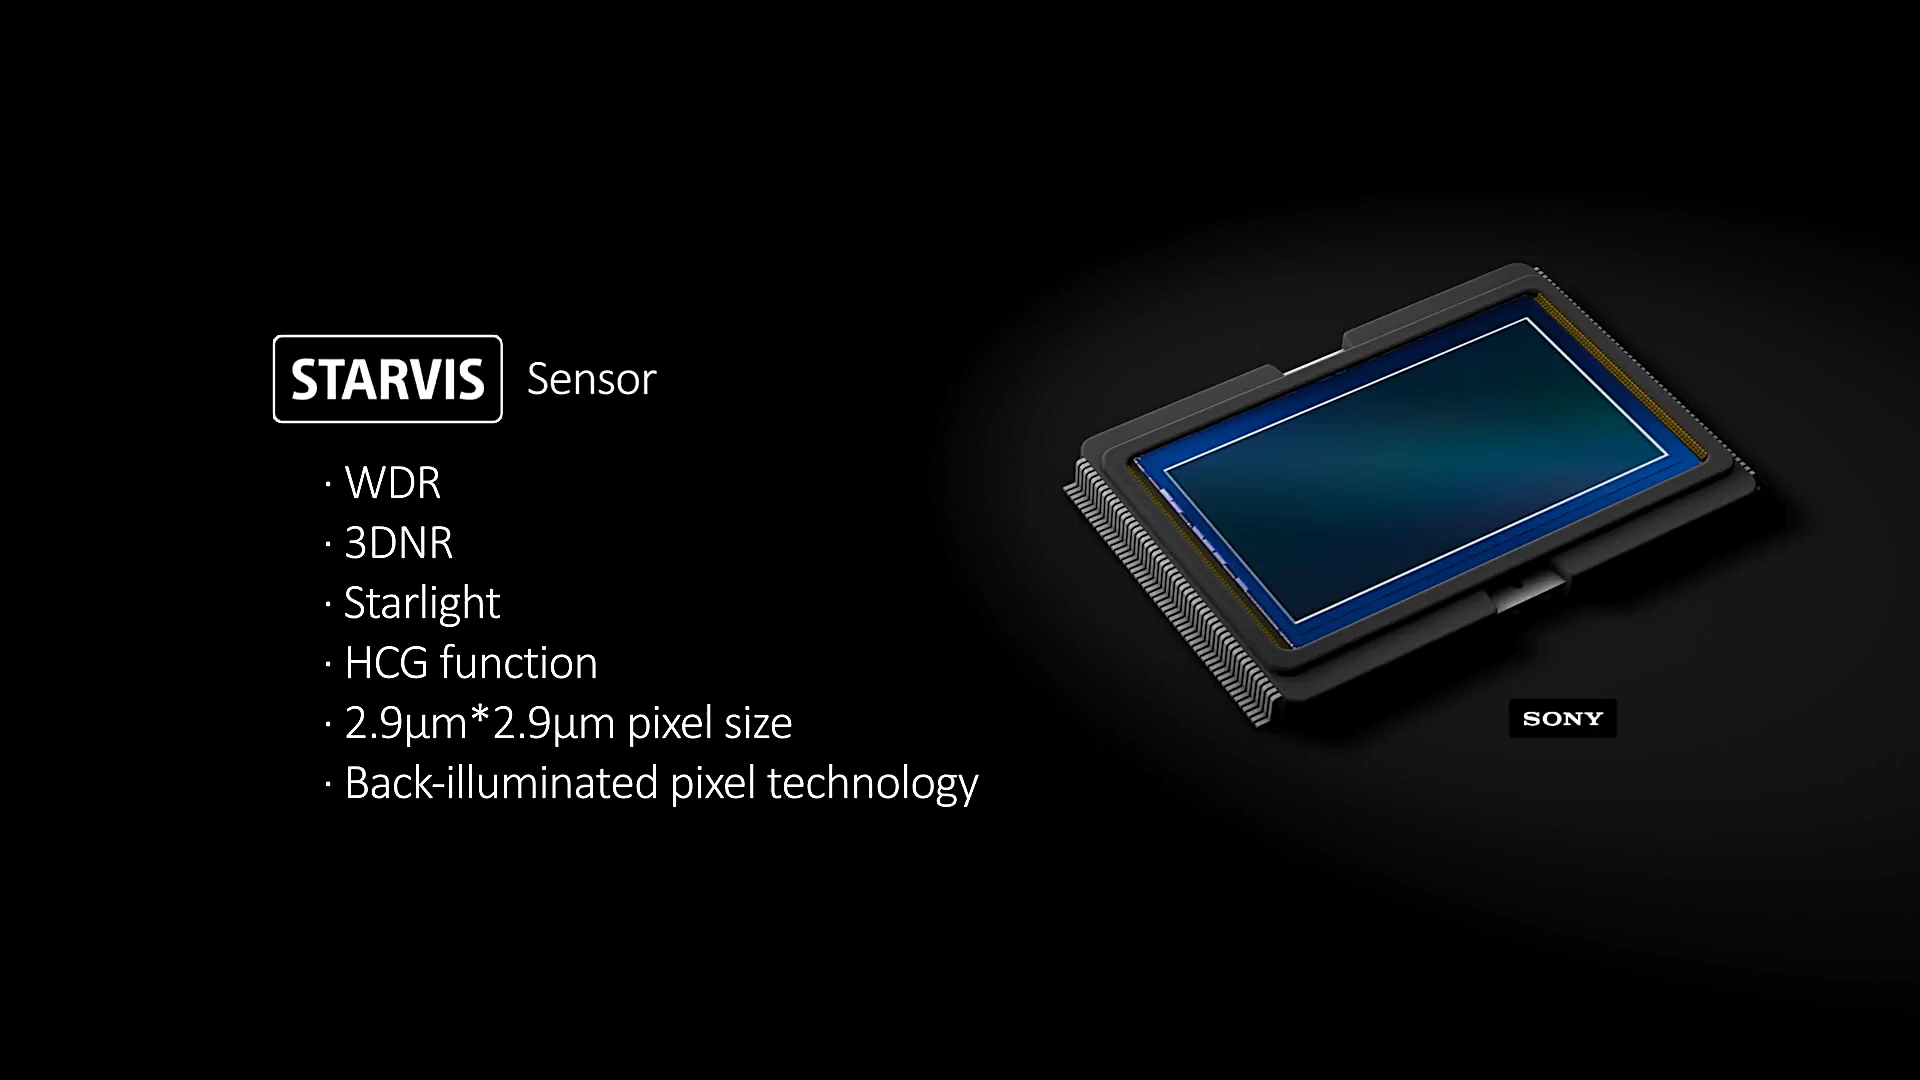 STARVIS Sensor
· WDR
· 3DNR
· Starlight
· HCG function
· 2.9μm*2.9μm pixel size
· Back-illuminated pixel technology
SONY